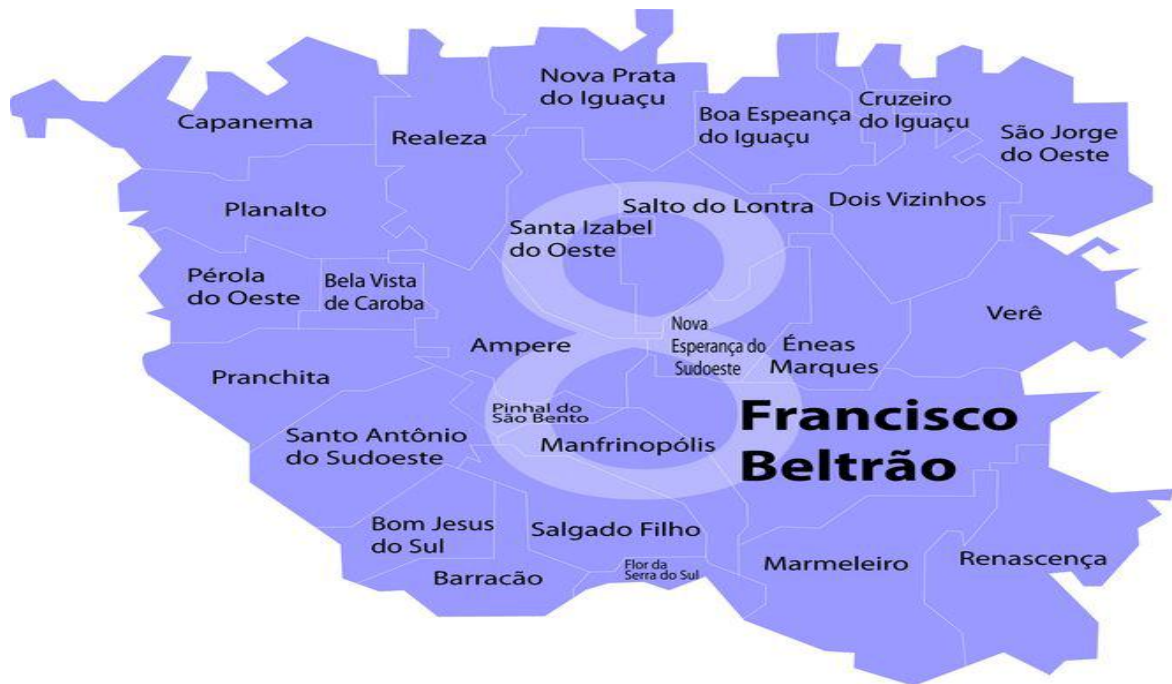 Nova Prata
do Iguaçu
Capanema
Realeza
Boa Espeança
do Iguaçu
Cruzeiro
do Iguaçu
São Jorge
do Oeste
Planalto
Santa Izabel
do Oeste
Salto do Lontra
Dois Vizinhos
Pérola
do Oeste
Bela Vista
de Caroba
8
Ampere
Nova
Esperança do
Sudoeste
Éneas
Marques
Verê
Pranchita
Pinhal do
São Bento
Santo Antônio
do Sudoeste
Manfrinopólis
Francisco
Beltrão
Bom Jesus
do Sul
Salgado Filho
Barracão
Flor da
Serra do Sul
Marmeleiro
Renascença